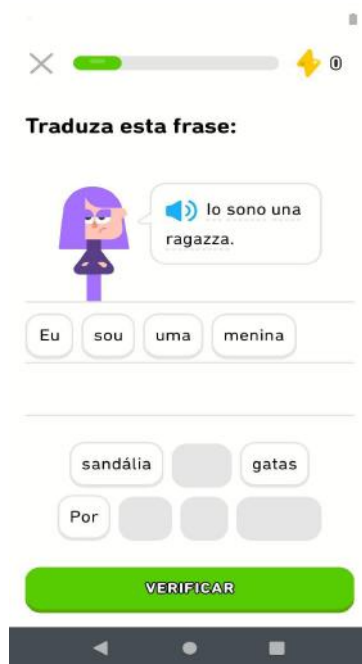 0
Traduza esta frase:
Io sono una
ragazza.
Eu sou uma menina
sandália gatas
Por
VERIFICAR